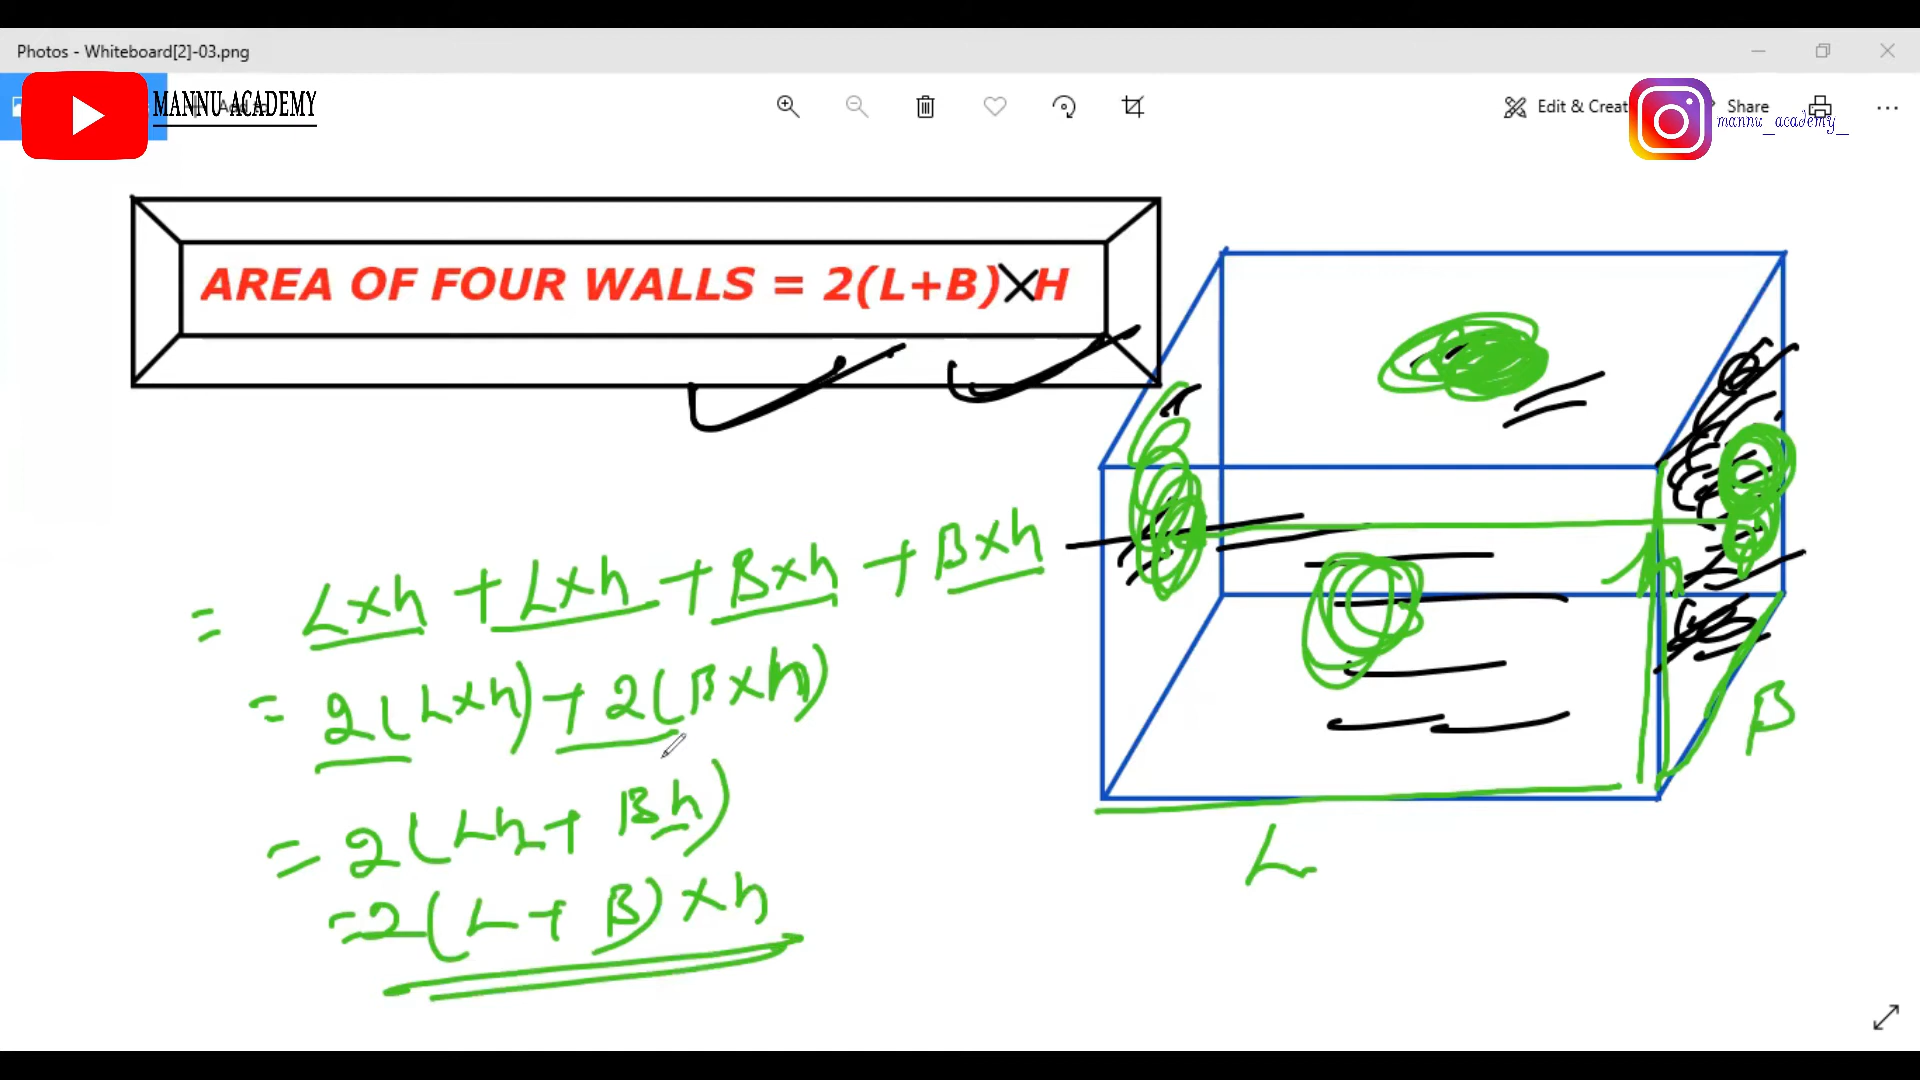 Photos - Whiteboard[2]-03.png
MANNU ACADEMY
Edit & Creat
Share
mannu_academy_
AREA OF FOUR WALLS = 2(L+B)×H
= L×h + L×h + B×h + B×h
= 2(L×h) + 2(B×h)
= 2(Lh + Bh)
= 2(L + B)×h
h
B
L